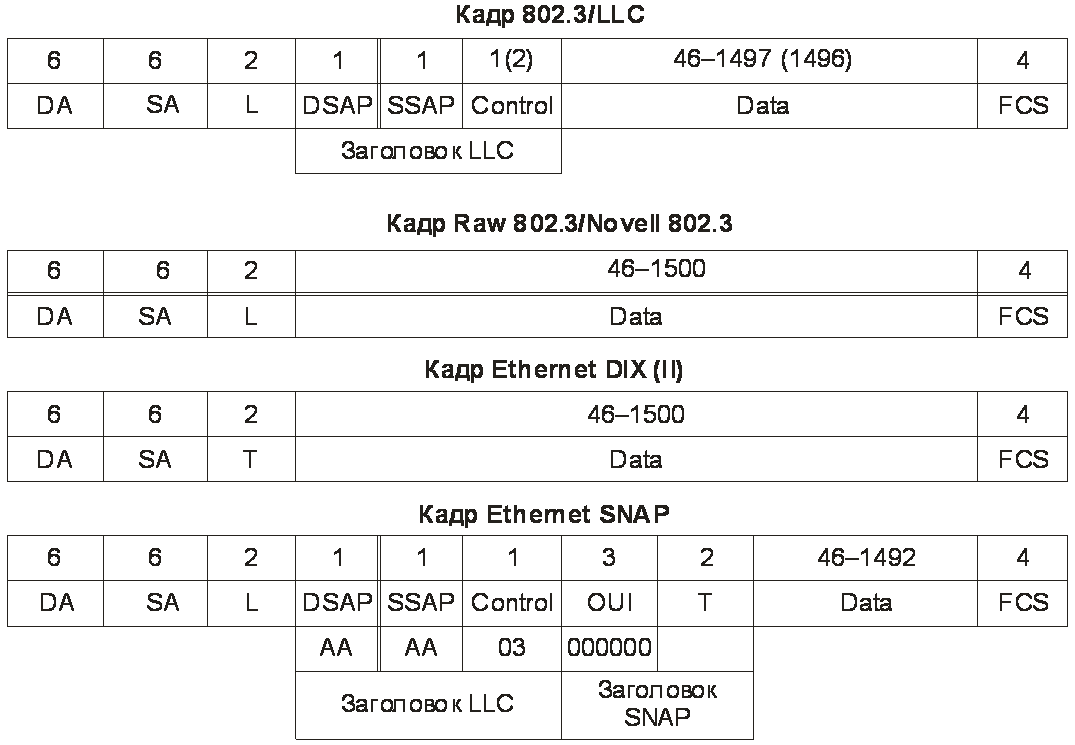 Кадр 802.3/LLC
6 6 2 1 1 1(2) 46–1497 (1496) 4
DA SA L DSAP SSAP Control Data FCS
Заголовок LLC
Кадр Raw 802.3/Novell 802.3
6 6 2 46–1500 4
DA SA L Data FCS
Кадр Ethernet DIX (II)
6 6 2 46–1500 4
DA SA T Data FCS
Кадр Ethernet SNAP
6 6 2 1 1 1 3 2 46–1492 4
DA SA L DSAP SSAP Control OUI T Data FCS
AA AA 03 000000
Заголовок LLC
Заголовок
SNAP